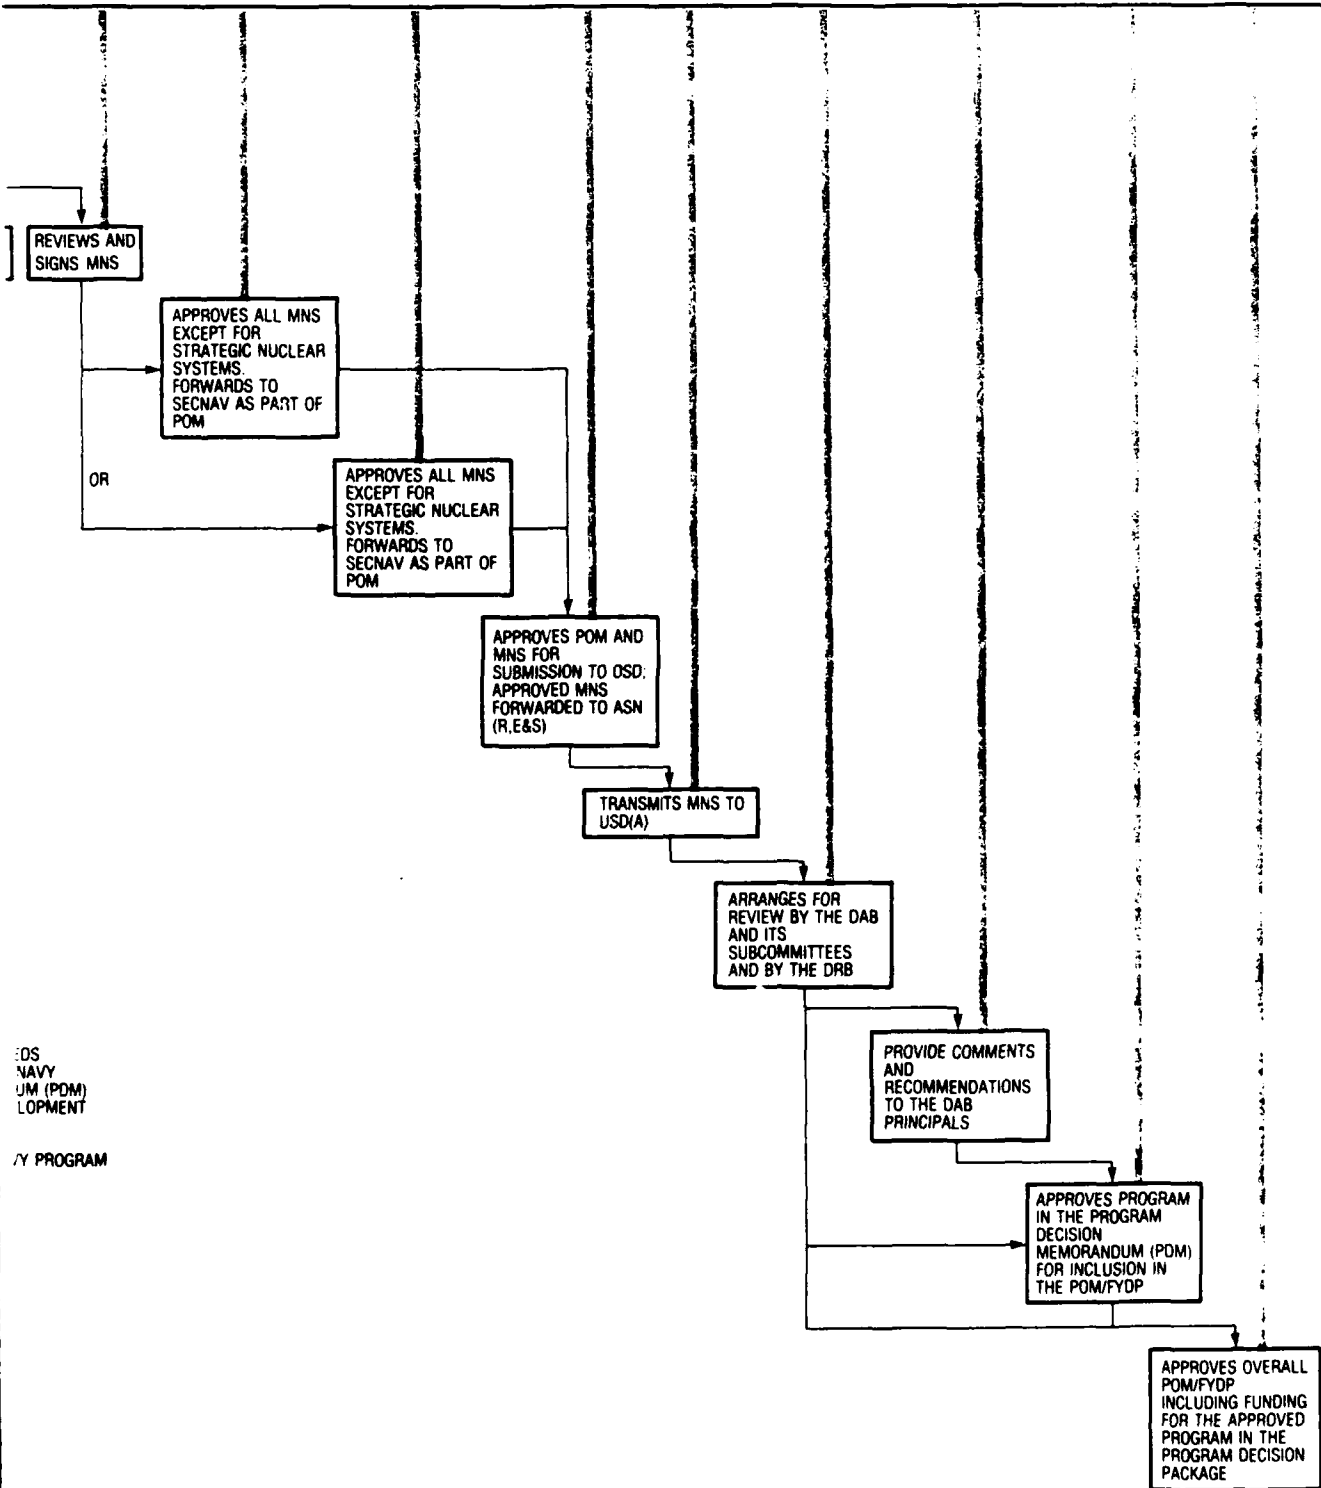 REVIEWS AND
SIGNS MNS
APPROVES ALL MNS
EXCEPT FOR
STRATEGIC NUCLEAR
SYSTEMS.
FORWARDS TO
SECNAV AS PART OF
POM
OR
APPROVES ALL MNS
EXCEPT FOR
STRATEGIC NUCLEAR
SYSTEMS.
FORWARDS TO
SECNAV AS PART OF
POM
APPROVES POM AND
MNS FOR
SUBMISSION TO OSD;
APPROVED MNS
FORWARDED TO ASN
(R,E&S)
TRANSMITS MNS TO
USD(A)
ARRANGES FOR
REVIEW BY THE DAB
AND ITS
SUBCOMMITTEES
AND BY THE DRB
PROVIDE COMMENTS
AND
RECOMMENDATIONS
TO THE DAB
PRINCIPALS
NAVY
UM (PDM)
LOPMENT
PROGRAM
APPROVES PROGRAM
IN THE PROGRAM
DECISION
MEMORANDUM (PDM)
FOR INCLUSION IN
THE POM/FYDP
APPROVES OVERALL
POM/FYDP
INCLUDING FUNDING
FOR THE APPROVED
PROGRAM IN THE
PROGRAM DECISION
PACKAGE